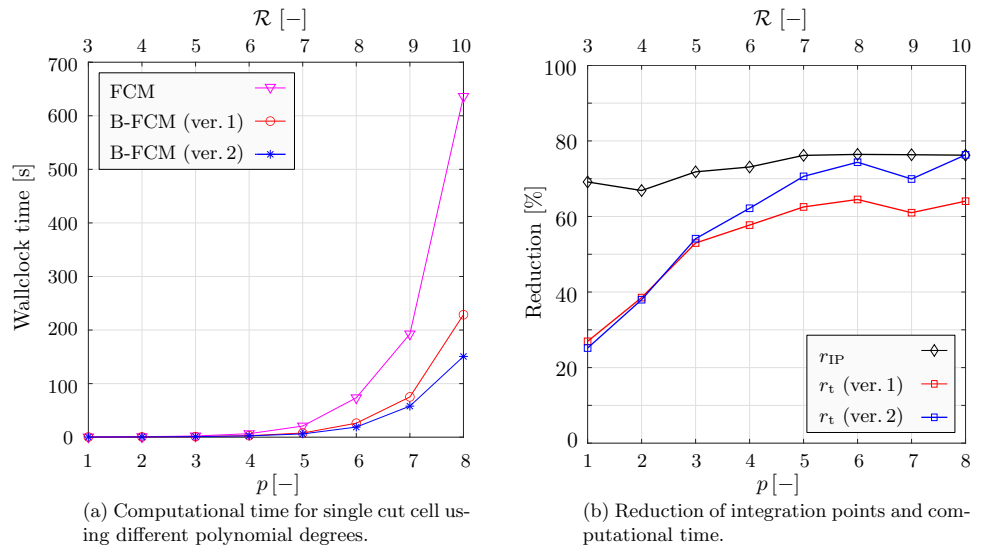 ℛ [−]
3 4 5 6 7 8 9 10
700
600
500
400
300
200
100
0
Wallclock time [s]
FCM
B-FCM (ver. 1)
B-FCM (ver. 2)
1 2 3 4 5 6 7 8
p [−]
(a) Computational time for single cut cell us-
ing different polynomial degrees.
ℛ [−]
3 4 5 6 7 8 9 10
100
80
60
40
20
0
Reduction [%]
r_IP
r_t (ver. 1)
r_t (ver. 2)
1 2 3 4 5 6 7 8
p [−]
(b) Reduction of integration points and com-
putational time.